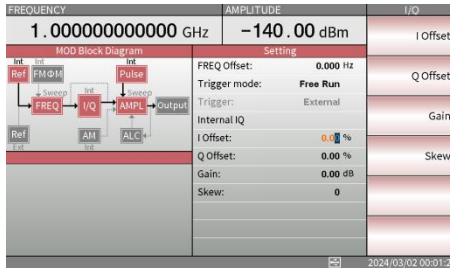 FREQUENCY AMPLITUDE I/Q
1.000000000000 GHz -140.00 dBm
I Offset
MOD Block Diagram Setting
Int Int Int
Ref FMΦM Pulse
FREQ Offset: 0.000 Hz
Q Offset
Trigger mode: Free Run
Sweep Int Sweep
FREQ I/Q AMPL Output
Trigger: External
Internal IQ
Gain
Ref AM ALC
Ext Int
I Offset: 0.00 %
Q Offset: 0.00 %
Skew
Gain: 0.00 dB
Skew: 0
2024/03/02 00:01:2